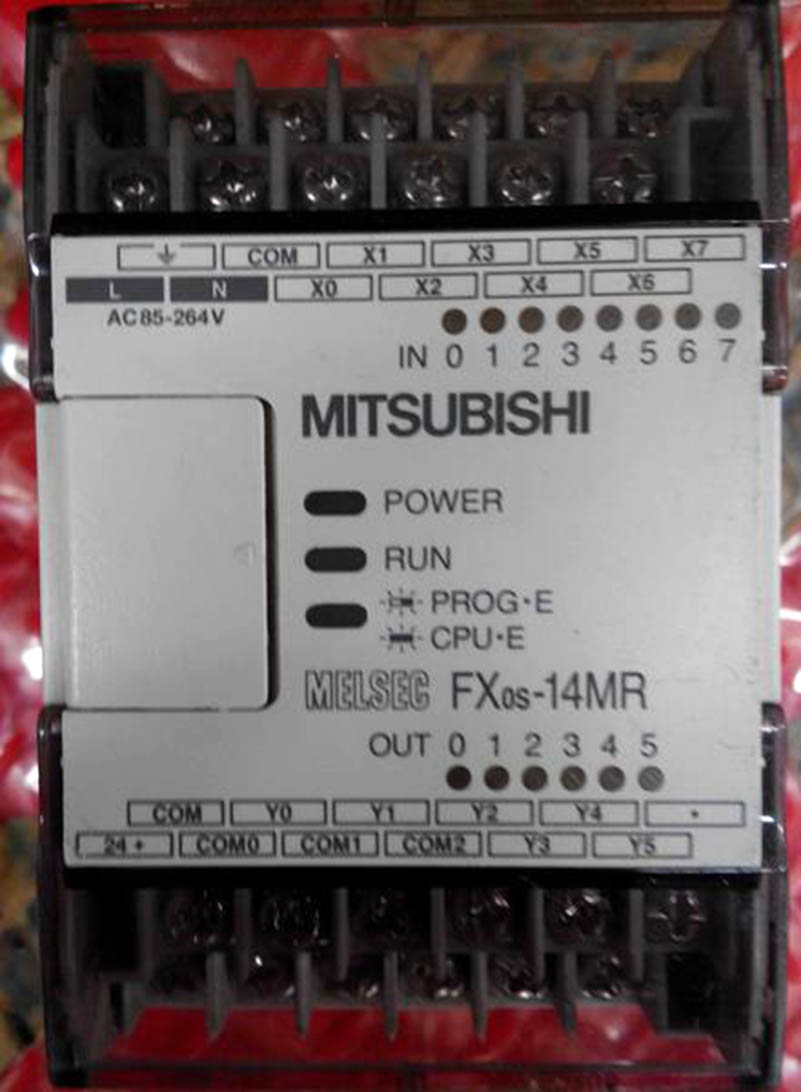 COM X1 X3 X5 X7
L N X0 X2 X4 X6
AC85-264V
IN 0 1 2 3 4 5 6 7
MITSUBISHI
POWER
RUN
PROG·E
CPU·E
MELSEC FX0S-14MR
OUT 0 1 2 3 4 5
COM Y0 Y1 Y2 Y4 •
24+ COM0 COM1 COM2 Y3 Y5